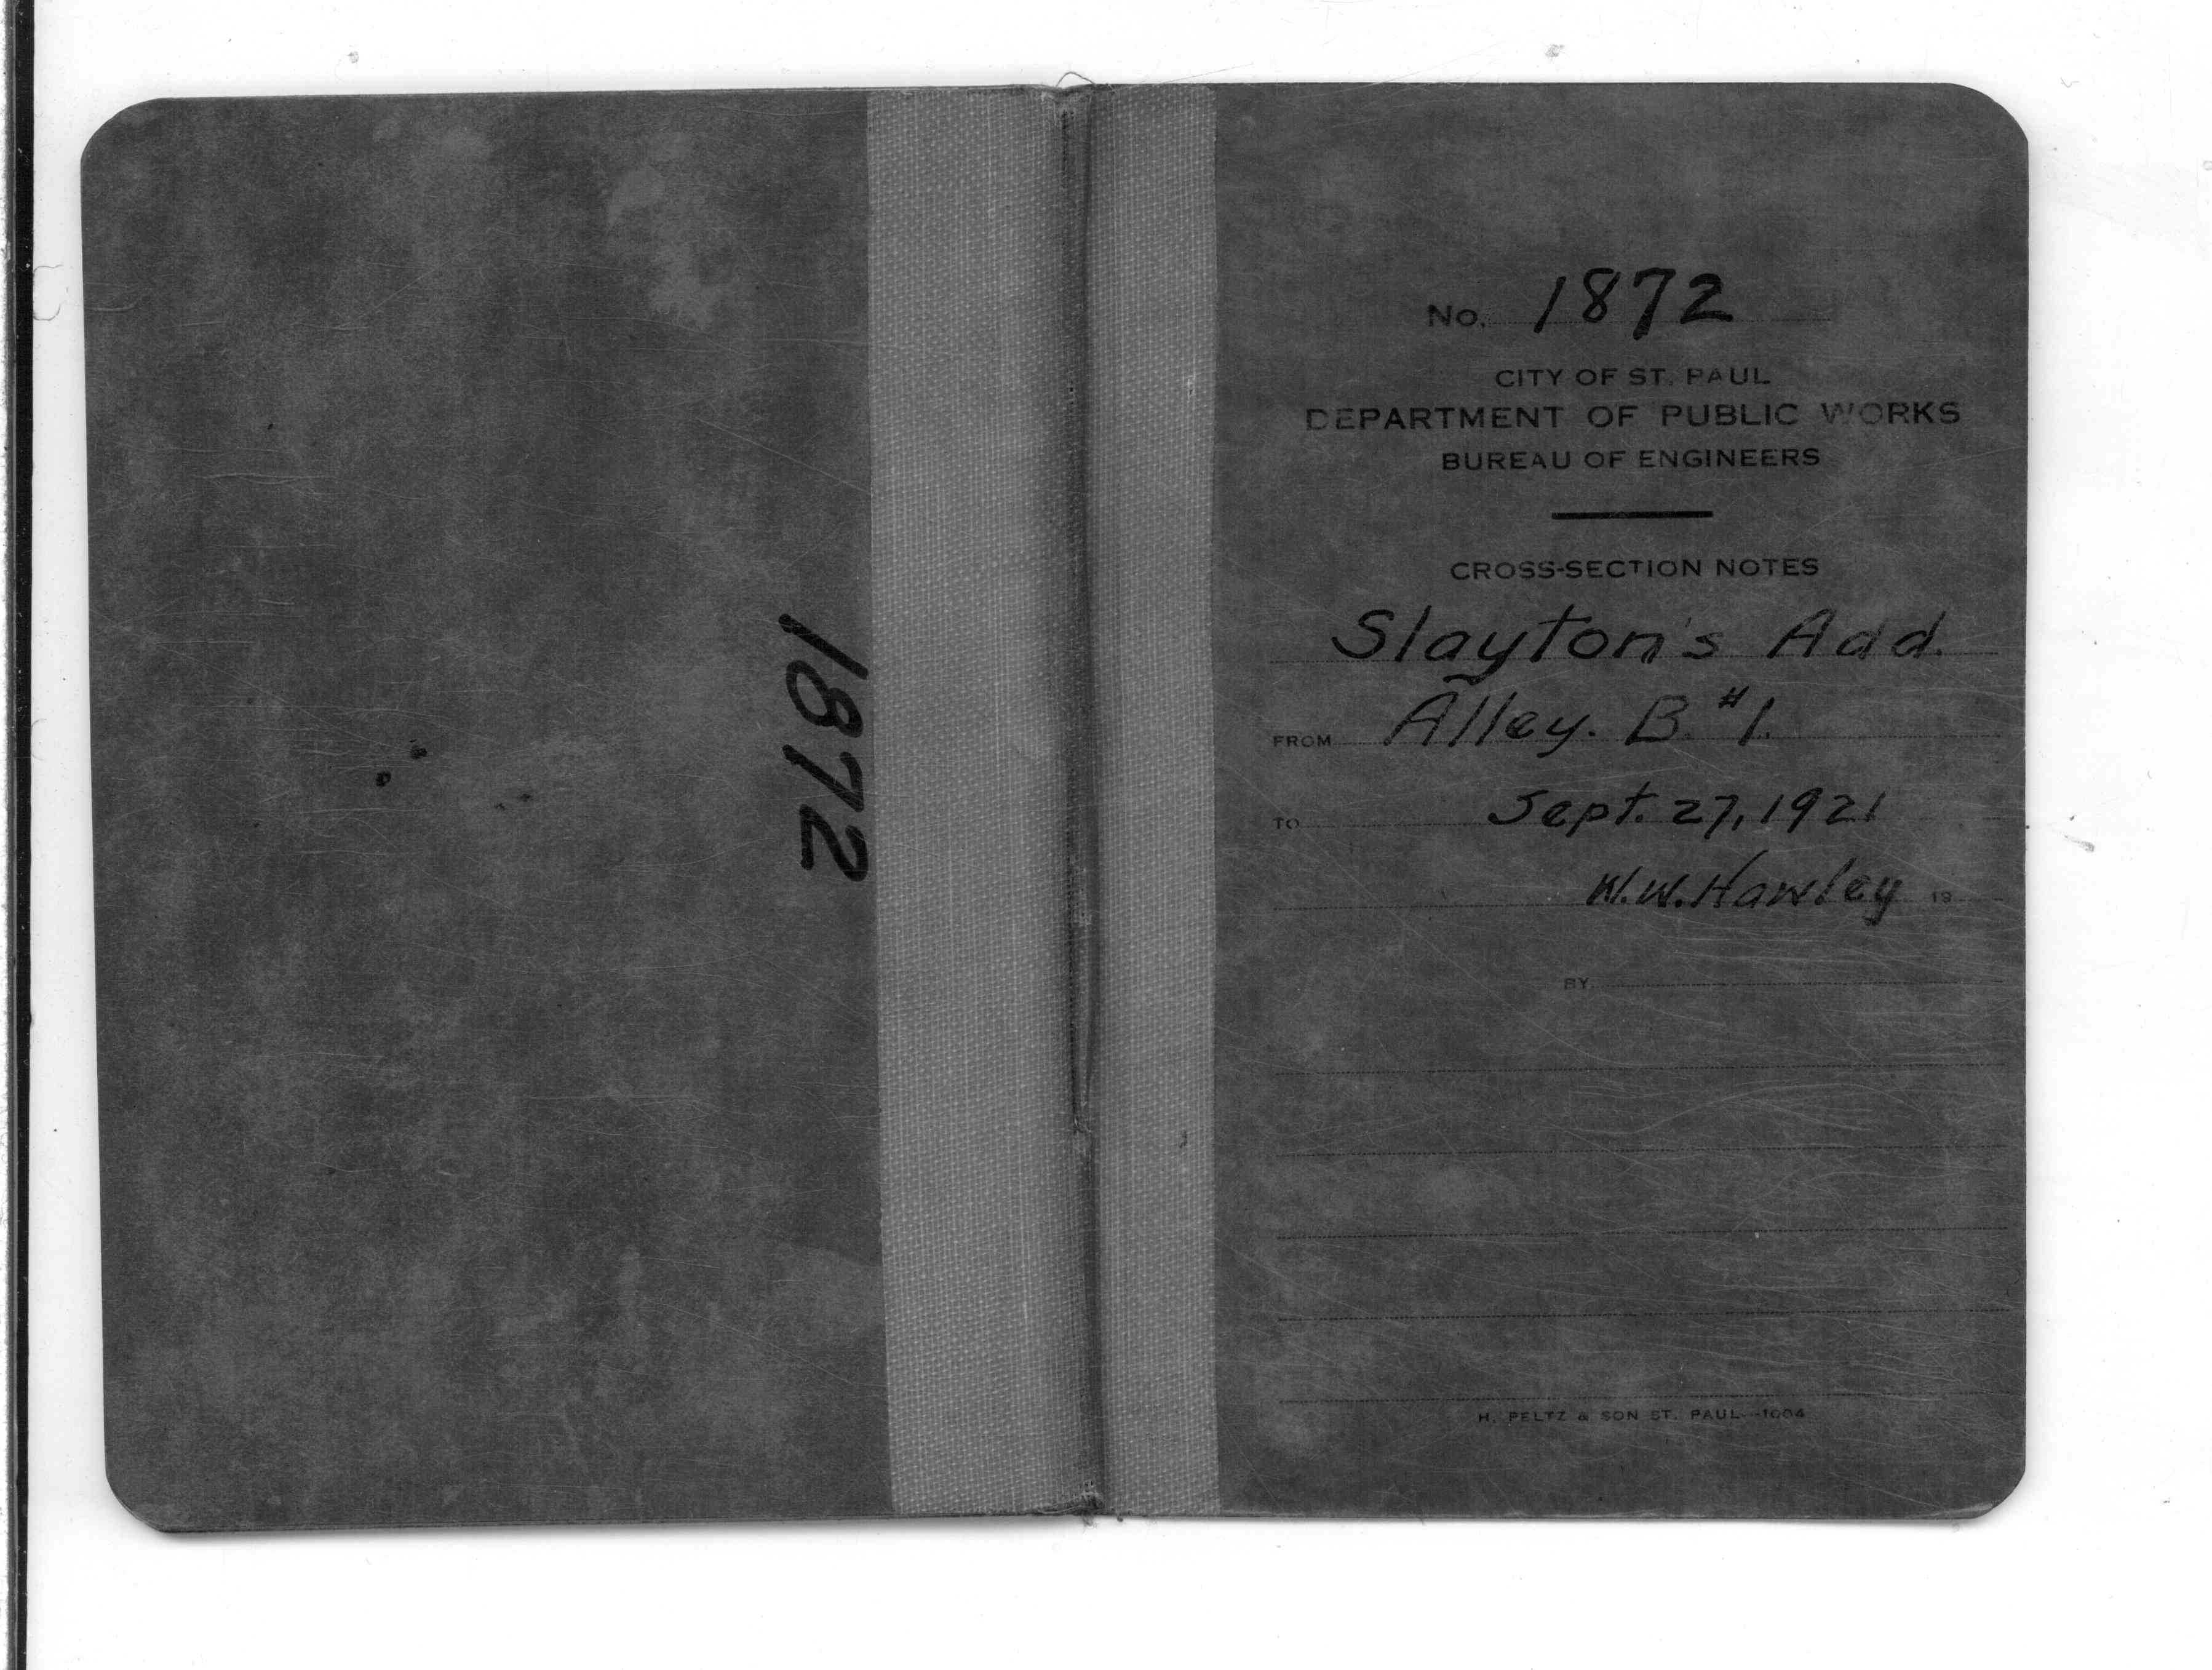 1872
No. 1872
CITY OF ST. PAUL
DEPARTMENT OF PUBLIC WORKS
BUREAU OF ENGINEERS
CROSS-SECTION NOTES
Slayton's Add.
FROM Alley. B #1.
TO Sept. 27, 1921
W.W. Hawley 19
BY
H. PELTZ & SON ST. PAUL